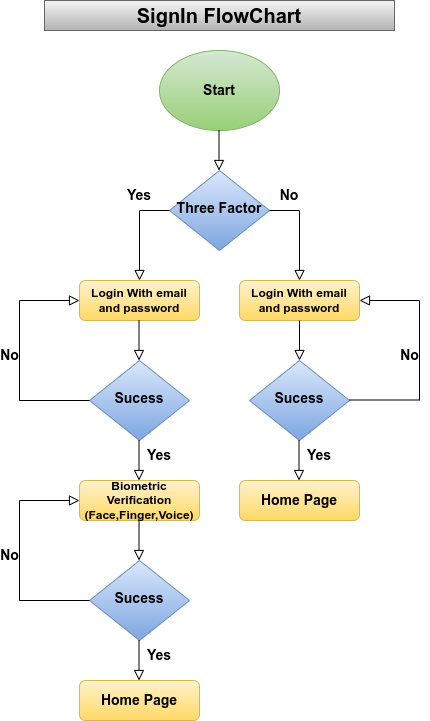 SignIn FlowChart
Start
Yes
No
Three Factor
Login With email
and password
Login With email
and password
No
No
Sucess
Sucess
Yes
Yes
Biometric
Verification
(Face,Finger,Voice)
Home Page
No
Sucess
Yes
Home Page